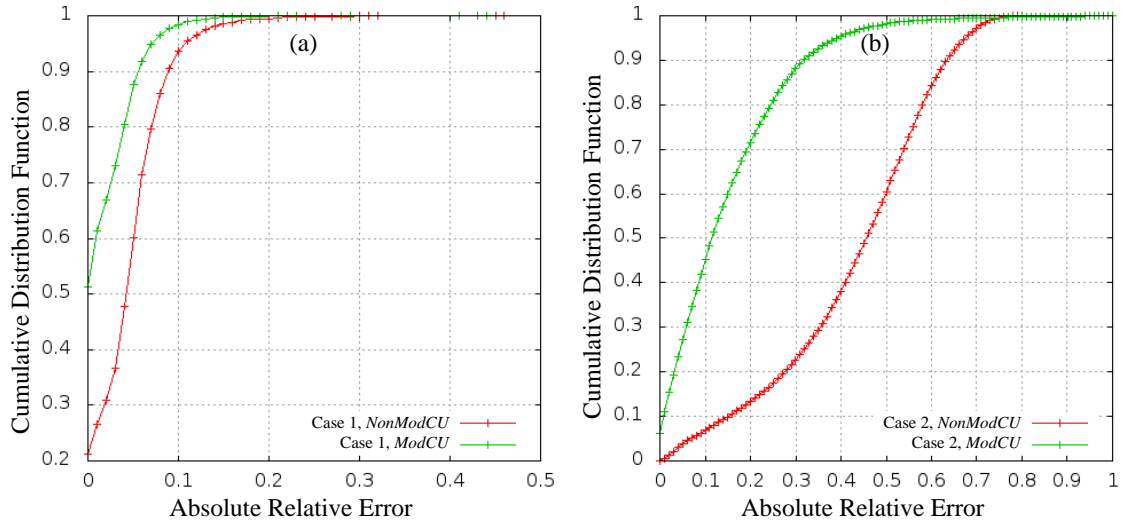 (a)
Cumulative Distribution Function
1
0.9
0.8
0.7
0.6
0.5
0.4
0.3
0.2
Case 1, NonModCU
Case 1, ModCU
0 0.1 0.2 0.3 0.4 0.5
Absolute Relative Error
(b)
Cumulative Distribution Function
1
0.9
0.8
0.7
0.6
0.5
0.4
0.3
0.2
0.1
0
Case 2, NonModCU
Case 2, ModCU
0 0.1 0.2 0.3 0.4 0.5 0.6 0.7 0.8 0.9 1
Absolute Relative Error